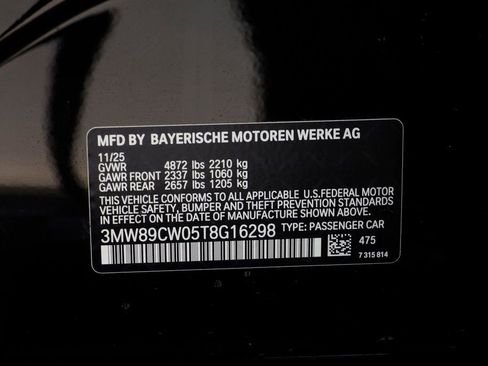 MFD BY BAYERISCHE MOTOREN WERKE AG
11/25
GVWR 4872 lbs 2210 kg
GAWR FRONT 2337 lbs 1060 kg
GAWR REAR 2657 lbs 1205 kg
THIS VEHICLE CONFORMS TO ALL APPLICABLE U.S.FEDERAL MOTOR
VEHICLE SAFETY, BUMPER, AND THEFT PREVENTION STANDARDS
IN EFFECT ON THE DATE OF MANUFACTURE SHOWN ABOVE.
3MW89CW05T8G16298 TYPE: PASSENGER CAR
475
7 315 814